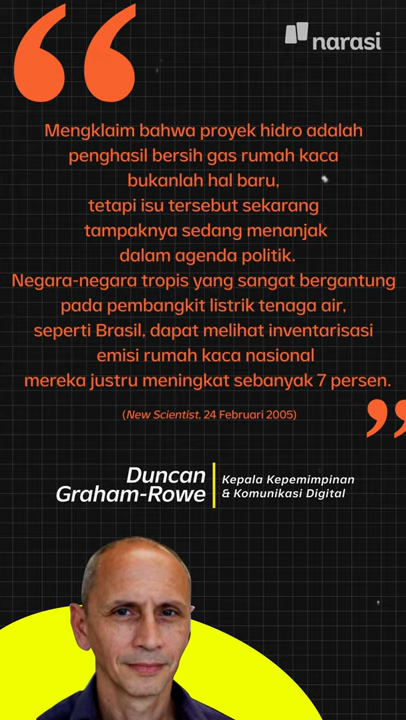 narasi
Mengklaim bahwa proyek hidro adalah
penghasil bersih gas rumah kaca
bukanlah hal baru,
tetapi isu tersebut sekarang
tampaknya sedang menanjak
dalam agenda politik.
Negara-negara tropis yang sangat bergantung
pada pembangkit listrik tenaga air,
seperti Brasil, dapat melihat inventarisasi
emisi rumah kaca nasional
mereka justru meningkat sebanyak 7 persen.
(New Scientist, 24 Februari 2005)
Duncan
Graham-Rowe
Kepala Kepemimpinan
& Komunikasi Digital